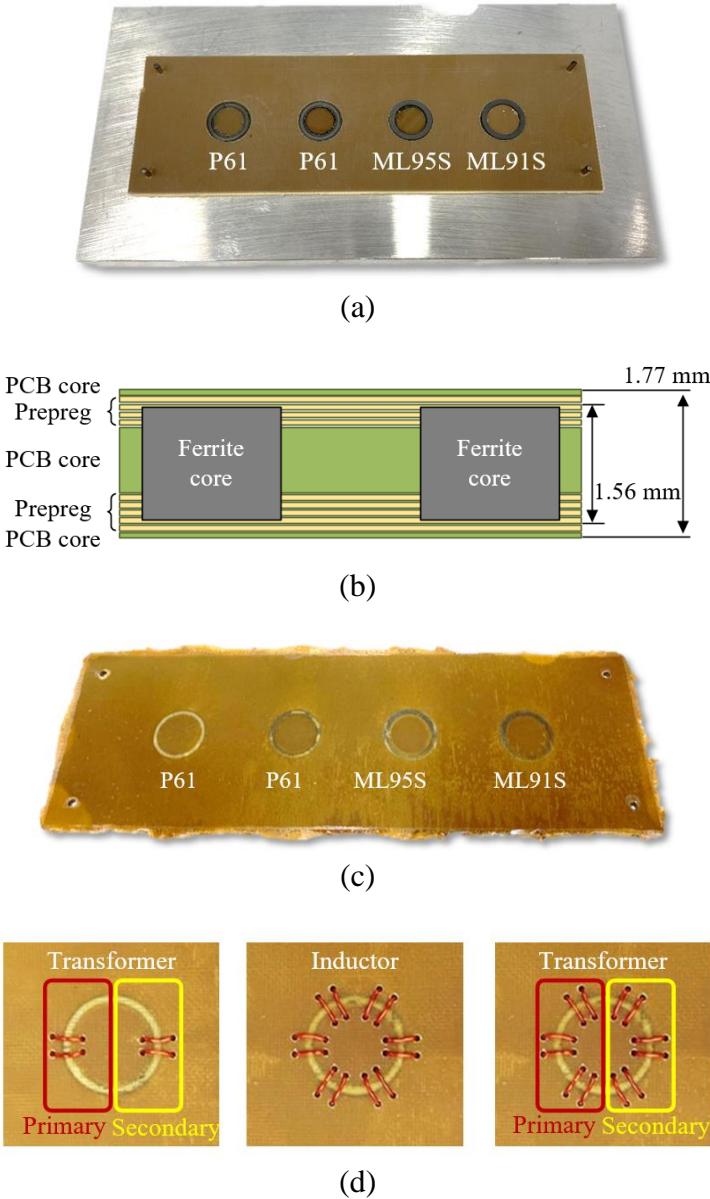 P61 P61 ML95S ML91S
(a)
PCB core
Prepreg
PCB core
Prepreg
PCB core
Ferrite
core
Ferrite
core
1.77 mm
1.56 mm
(b)
P61 P61 ML95S ML91S
(c)
Transformer
Primary Secondary
Inductor
Transformer
Primary Secondary
(d)